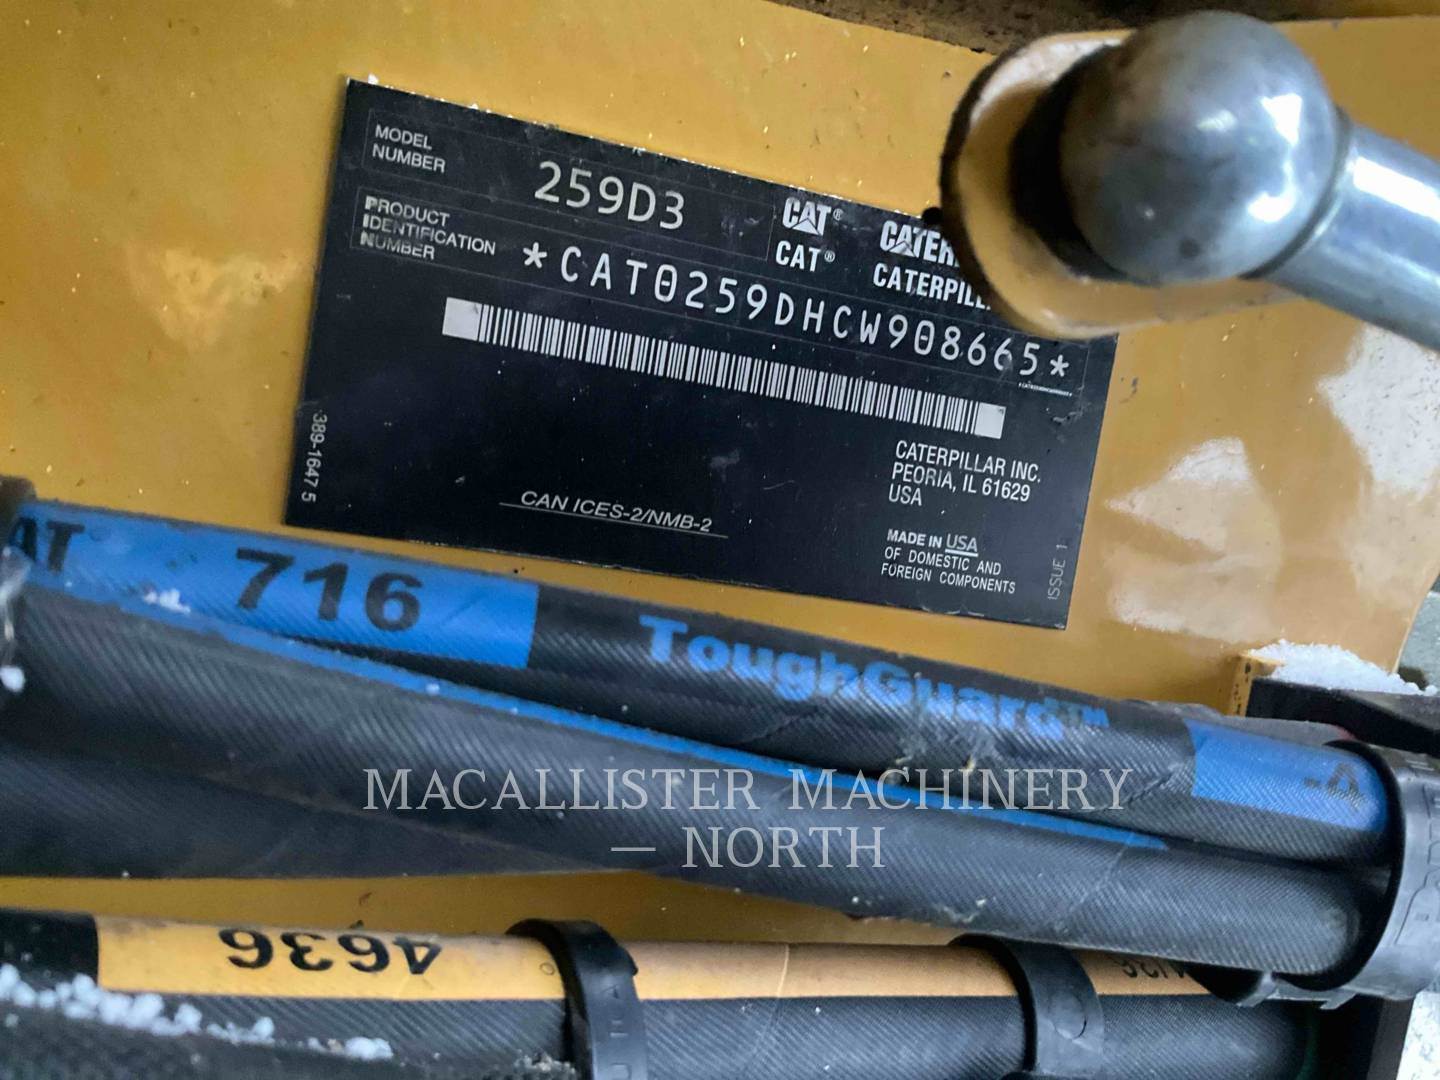 MODEL
NUMBER
259D3
CAT®
CAT®
CATERPILLAR
PRODUCT
IDENTIFICATION
NUMBER
*CAT0259DHCW908665*
CATERPILLAR INC.
PEORIA, IL 61629
USA
CAN ICES-2/NMB-2
MADE IN USA
OF DOMESTIC AND
FOREIGN COMPONENTS
389-1647 5
ISSUE 1
716
ToughGuard™
MACALLISTER MACHINERY
— NORTH
4636